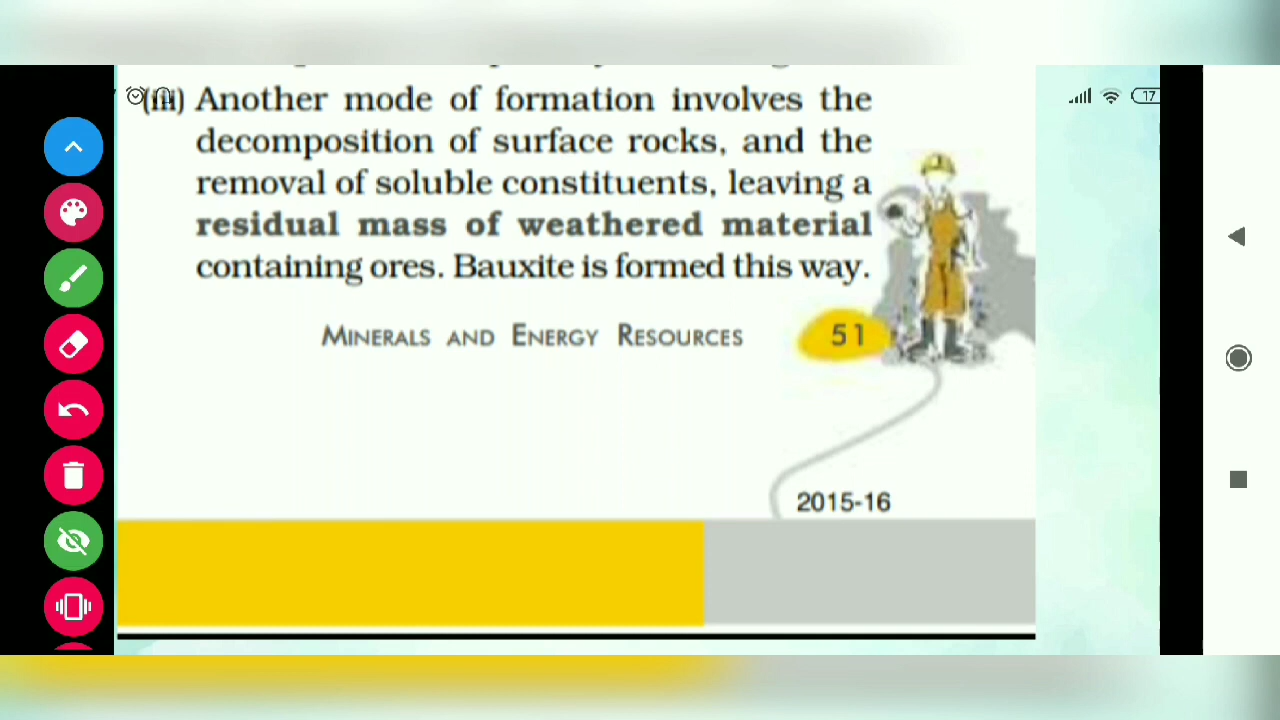 (iii) Another mode of formation involves the
decomposition of surface rocks, and the
removal of soluble constituents, leaving a
residual mass of weathered material
containing ores. Bauxite is formed this way.
MINERALS AND ENERGY RESOURCES 51
2015-16
17